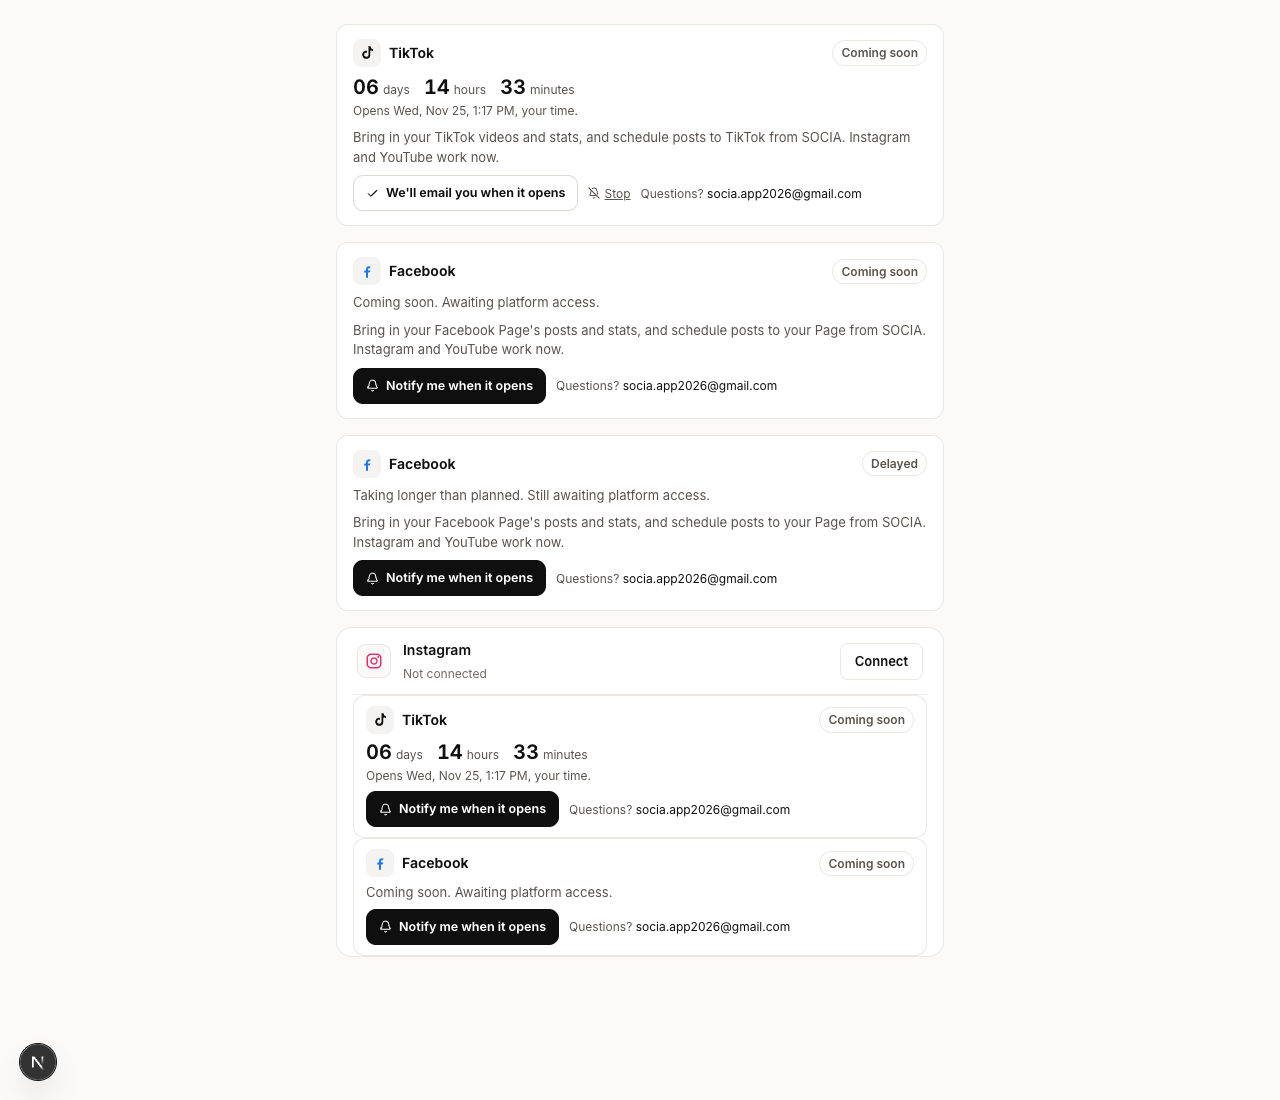 TikTok
Coming soon
06 days 14 hours 33 minutes
Opens Wed, Nov 25, 1:17 PM, your time.
Bring in your TikTok videos and stats, and schedule posts to TikTok from SOCIA. Instagram
and YouTube work now.
We'll email you when it opens
Stop
Questions? socia.app2026@gmail.com
Facebook
Coming soon
Coming soon. Awaiting platform access.
Bring in your Facebook Page's posts and stats, and schedule posts to your Page from SOCIA.
Instagram and YouTube work now.
Notify me when it opens
Questions? socia.app2026@gmail.com
Facebook
Delayed
Taking longer than planned. Still awaiting platform access.
Bring in your Facebook Page's posts and stats, and schedule posts to your Page from SOCIA.
Instagram and YouTube work now.
Notify me when it opens
Questions? socia.app2026@gmail.com
Instagram
Not connected
Connect
TikTok
Coming soon
06 days 14 hours 33 minutes
Opens Wed, Nov 25, 1:17 PM, your time.
Notify me when it opens
Questions? socia.app2026@gmail.com
Facebook
Coming soon
Coming soon. Awaiting platform access.
Notify me when it opens
Questions? socia.app2026@gmail.com
N